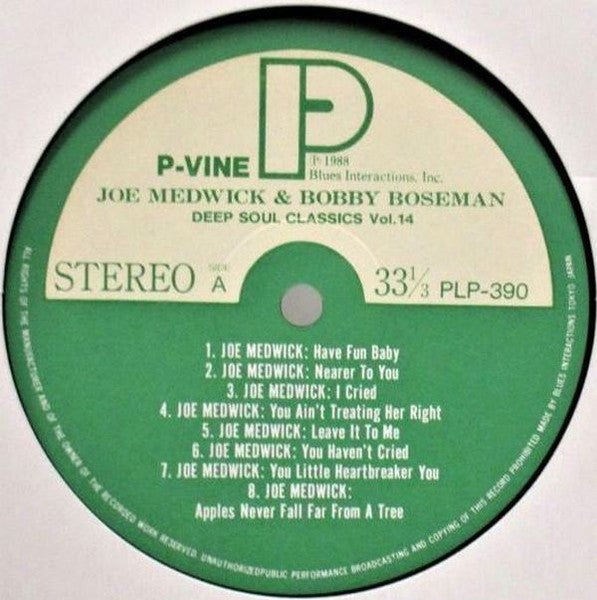 P
P-VINE
℗ 1988
Blues Interactions, Inc.
JOE MEDWICK & BOBBY BOSEMAN
DEEP SOUL CLASSICS Vol.14
STEREO SIDE A 33 1/3 PLP-390
1. JOE MEDWICK: Have Fun Baby
2. JOE MEDWICK: Nearer To You
3. JOE MEDWICK: I Cried
4. JOE MEDWICK: You Ain't Treating Her Right
5. JOE MEDWICK: Leave It To Me
6. JOE MEDWICK: You Haven't Cried
7. JOE MEDWICK: You Little Heartbreaker You
8. JOE MEDWICK:
Apples Never Fall Far From A Tree
ALL RIGHTS OF THE MANUFACTURER AND OF THE OWNER OF THE RECORDED WORK RESERVED. UNAUTHORIZEDPUBLIC PERFORMANCE BROADCASTING AND COPYING OF THIS RECORD PROHIBITED MADE BY BLUES INTERACTIONS TOKYO JAPAN